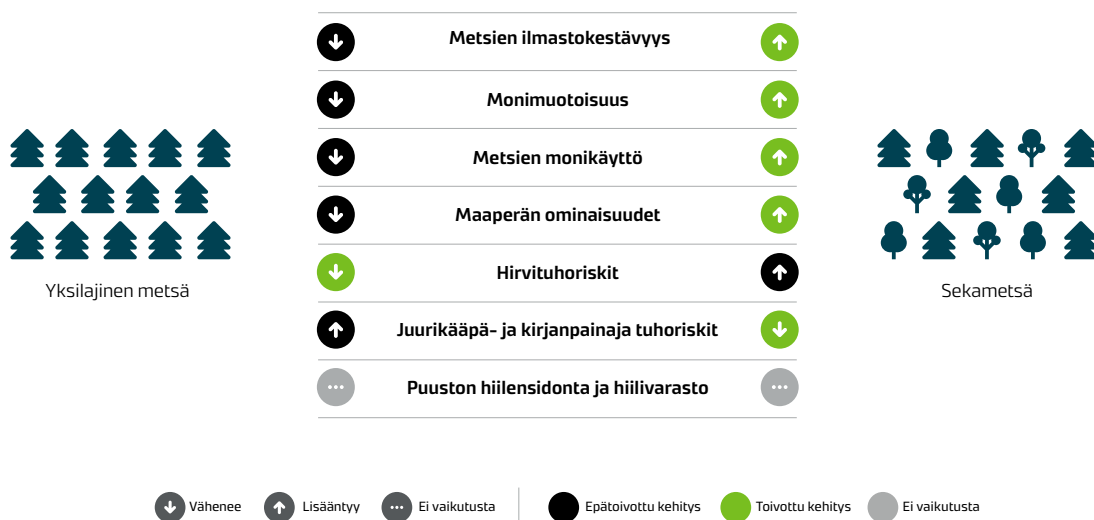 Metsien ilmastokestävyys
Monimuotoisuus
Metsien monikäyttö
Maaperän ominaisuudet
Hirvituhoriskit
Juurikääpä- ja kirjanpainaja tuhoriskit
Puuston hiilensidonta ja hiilivarasto
Yksilajinen metsä
Sekametsä
Vähenee
Lisääntyy
Ei vaikutusta
Epätoivottu kehitys
Toivottu kehitys
Ei vaikutusta